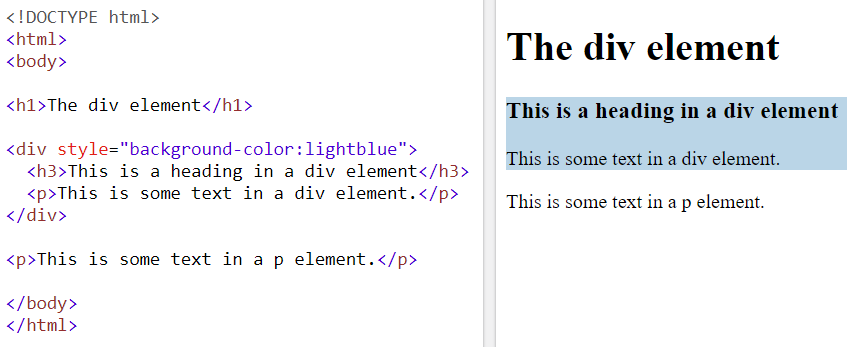 <!DOCTYPE html>
<html>
<body>
<h1>The div element</h1>
<div style="background-color:lightblue">
<h3>This is a heading in a div element</h3>
<p>This is some text in a div element.</p>
</div>
<p>This is some text in a p element.</p>
</body>
</html>
The div element
This is a heading in a div element
This is some text in a div element.
This is some text in a p element.